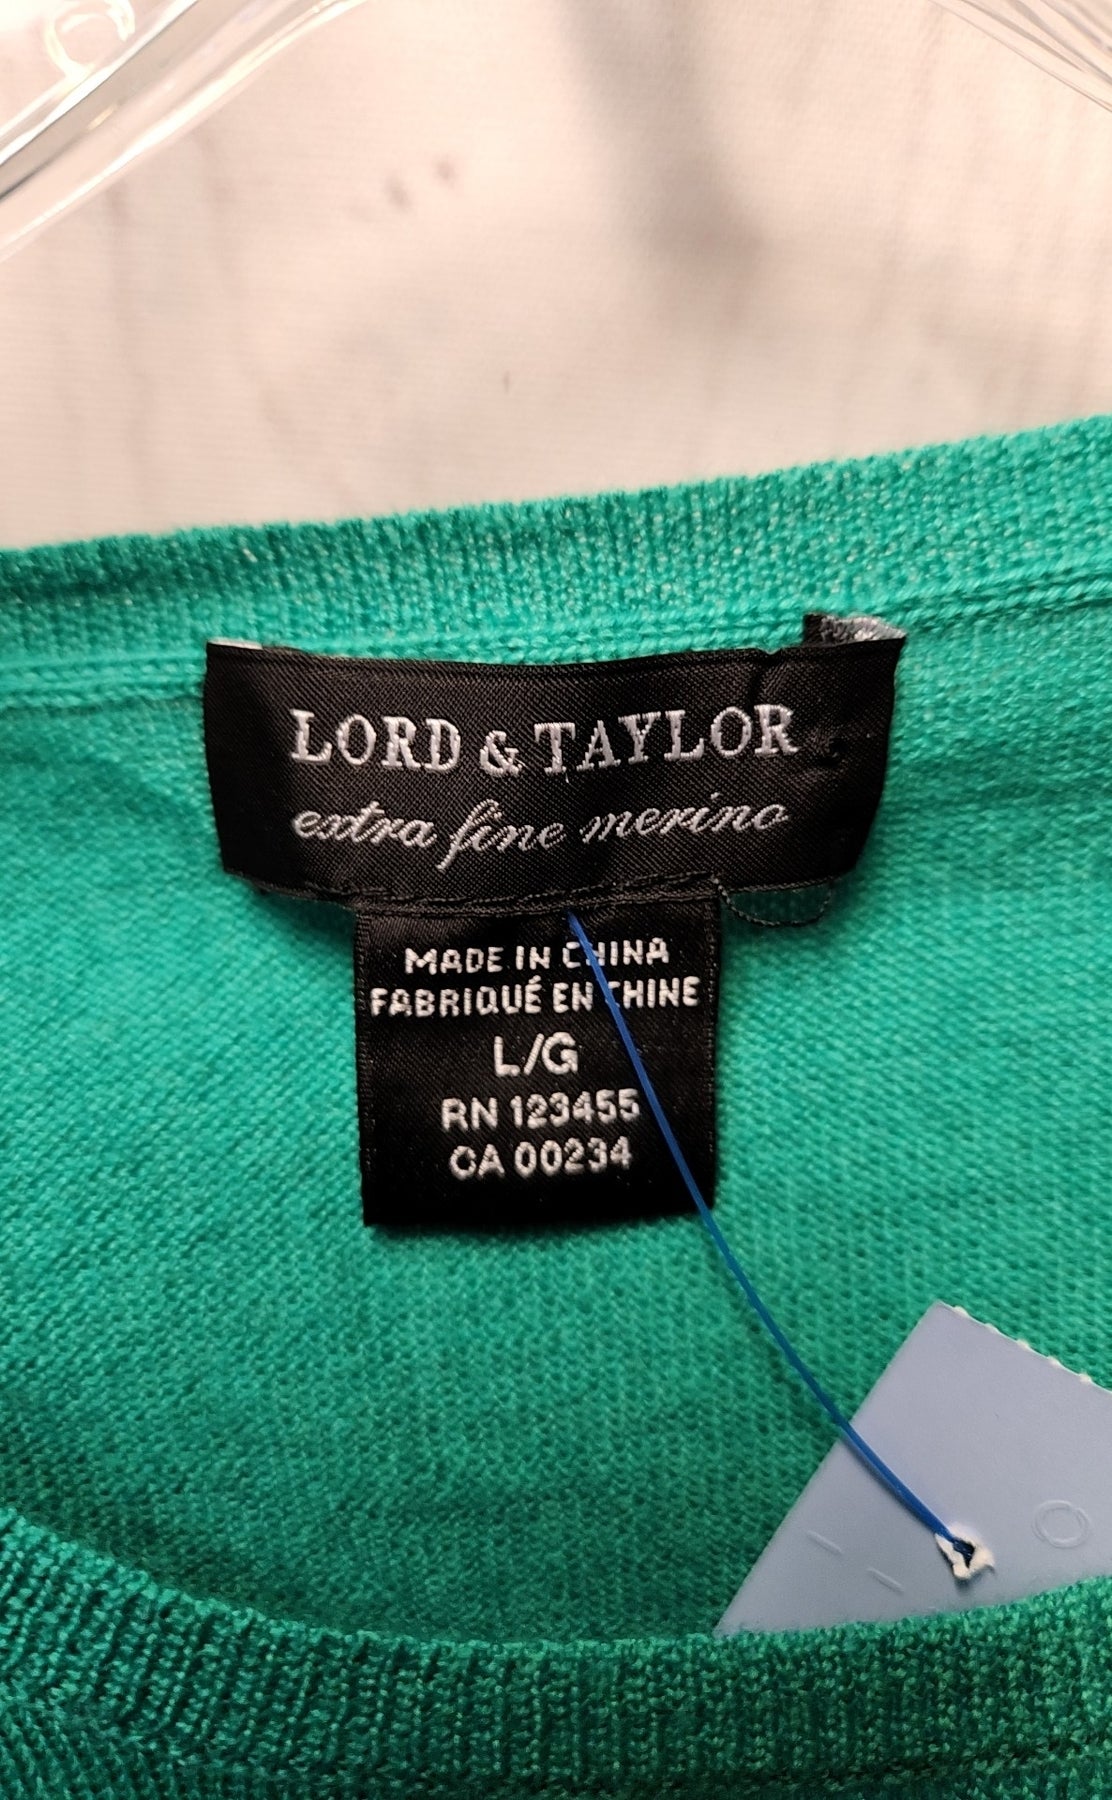 LORD & TAYLOR
extra fine merino
MADE IN CHINA
FABRIQUÉ EN CHINE
L/G
RN 123455
CA 00234